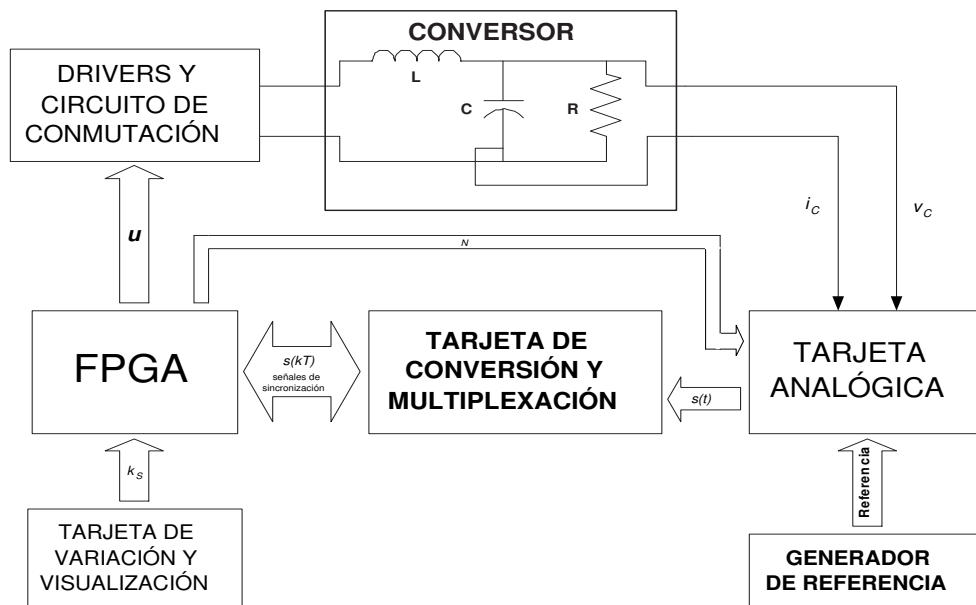 CONVERSOR
DRIVERS Y
CIRCUITO DE
CONMUTACIÓN
L
C
R
i_C
v_C
u
N
FPGA
s(kT)
señales de
sincronización
TARJETA DE
CONVERSIÓN Y
MULTIPLEXACIÓN
s(t)
TARJETA
ANALÓGICA
k_S
Referencia
TARJETA DE
VARIACIÓN Y
VISUALIZACIÓN
GENERADOR
DE REFERENCIA